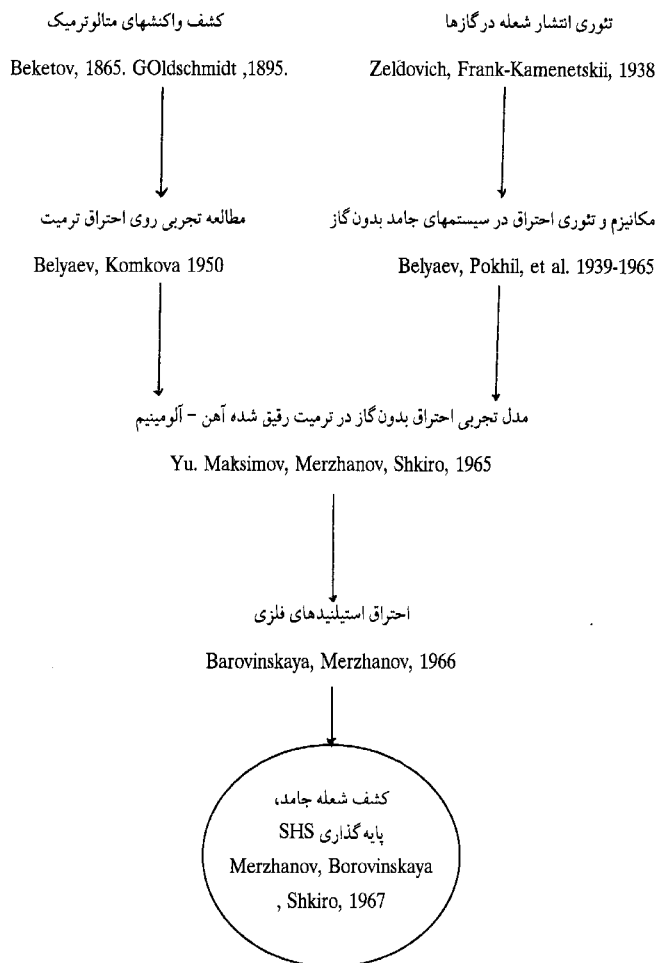 کشف واکنشهای متالوترمیک
Beketov, 1865. GOldschmidt ,1895.
تئوری انتشار شعله درگازها
Zeldovich, Frank-Kamenetskii, 1938
مطالعه تجربی روی احتراق ترمیت
Belyaev, Komkova 1950
مکانیزم و تئوری احتراق در سیستمهای جامد بدون گاز
Belyaev, Pokhil, et al. 1939-1965
مدل تجربی احتراق بدون گاز در ترمیت رقیق شده آهن – آلومینیم
Yu. Maksimov, Merzhanov, Shkiro, 1965
احتراق استیلنیدهای فلزی
Barovinskaya, Merzhanov, 1966
کشف شعله جامد،
پایه گذاری SHS
Merzhanov, Borovinskaya
, Shkiro, 1967